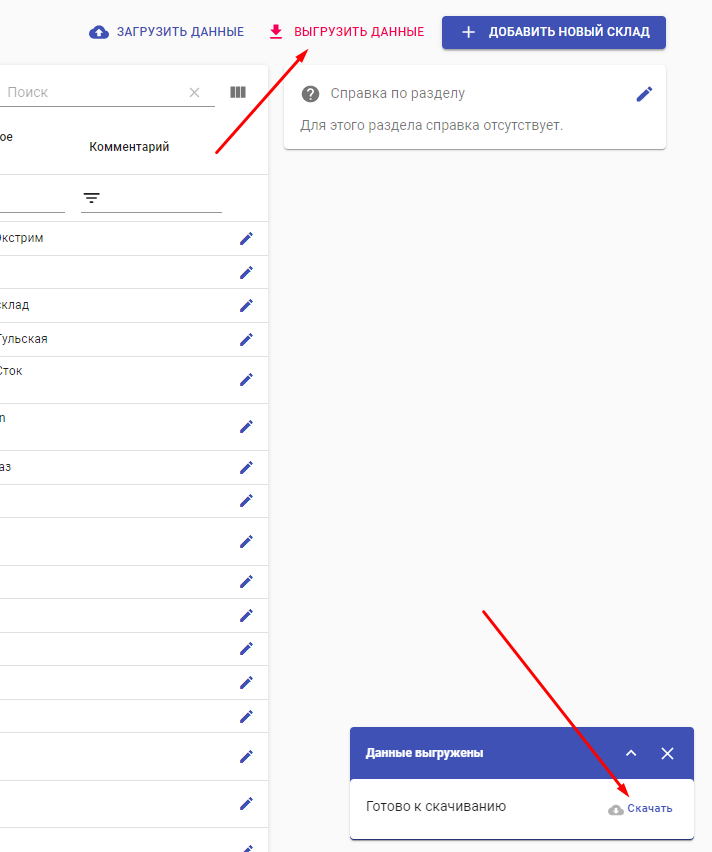 ЗАГРУЗИТЬ ДАННЫЕ
ВЫГРУЗИТЬ ДАННЫЕ
ДОБАВИТЬ НОВЫЙ СКЛАД
Поиск
Справка по разделу
Для этого раздела справка отсутствует.
ое
Комментарий
Экстрим
склад
Тульская
Сток
n
аз
Данные выгружены
Готово к скачиванию
Скачать